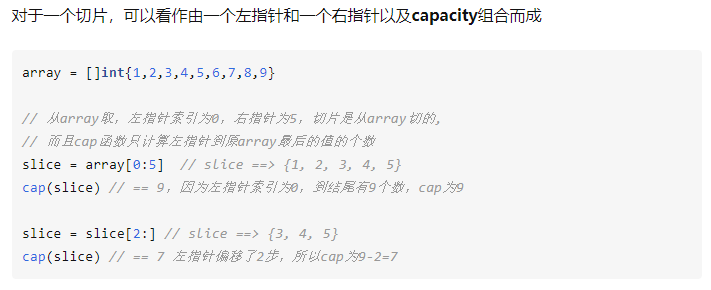 对于一个切片，可以看作由一个左指针和一个右指针以及capacity组合而成
array = []int{1,2,3,4,5,6,7,8,9}
// 从array取，左指针索引为0，右指针为5，切片是从array切的,
// 而且cap函数只计算左指针到原array最后的值的个数
slice = array[0:5]  // slice ==> {1, 2, 3, 4, 5}
cap(slice) // == 9，因为左指针索引为0，到结尾有9个数，cap为9
slice = slice[2:] // slice ==> {3, 4, 5}
cap(slice) // == 7 左指针偏移了2步，所以cap为9-2=7